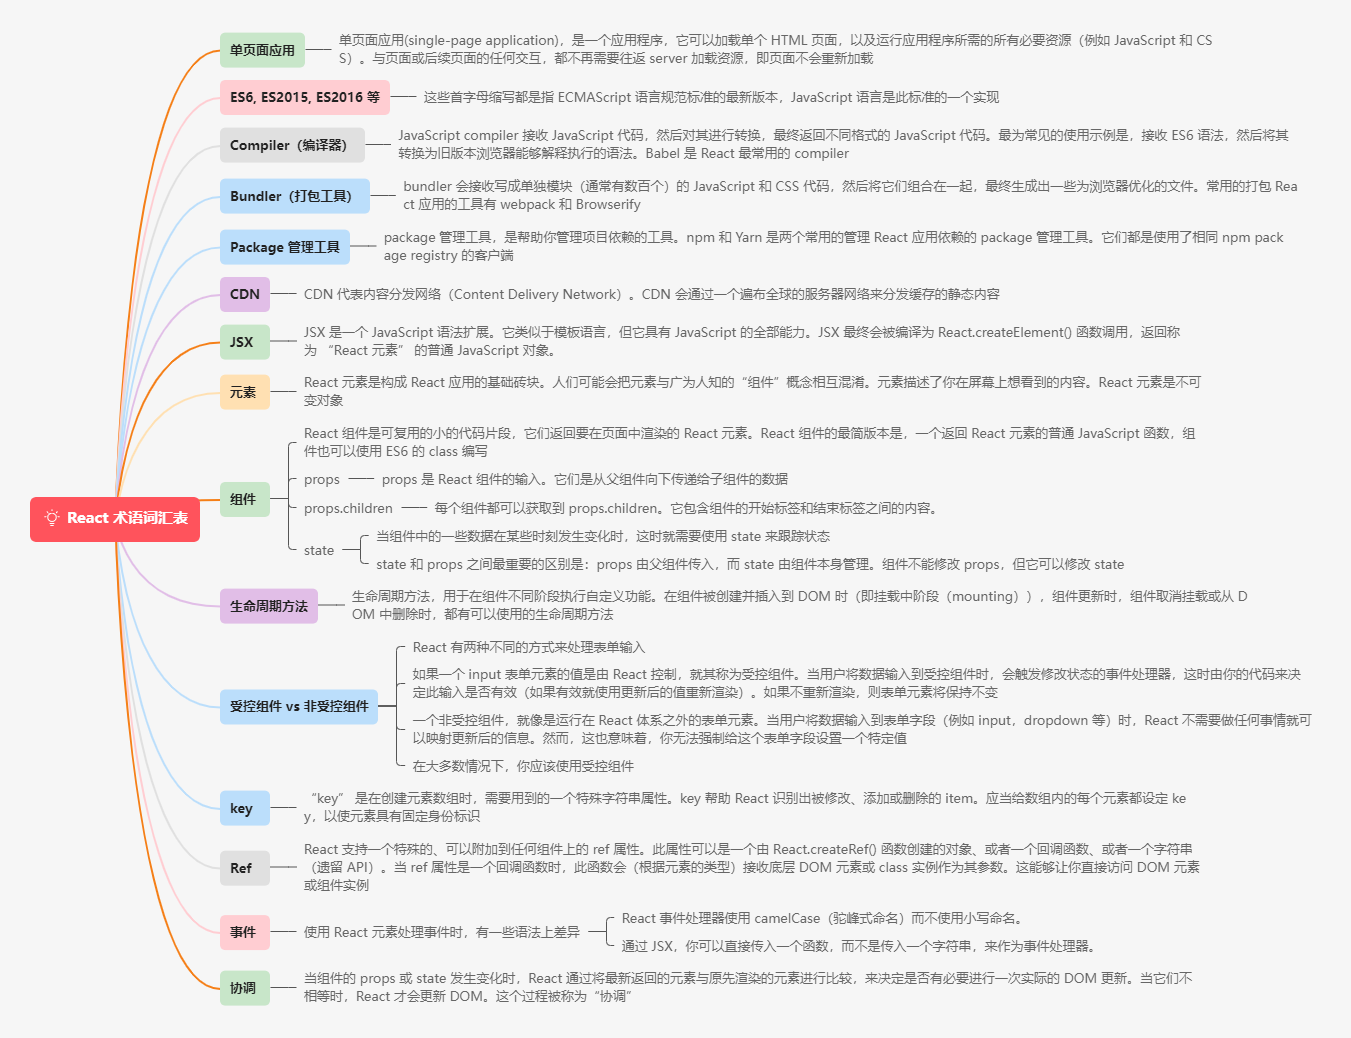 单页面应用
单页面应用(single-page application)，是一个应用程序，它可以加载单个 HTML 页面，以及运行应用程序所需的所有必要资源（例如 JavaScript 和 CS
S）。与页面或后续页面的任何交互，都不再需要往返 server 加载资源，即页面不会重新加载
ES6, ES2015, ES2016 等
这些首字母缩写都是指 ECMAScript 语言规范标准的最新版本，JavaScript 语言是此标准的一个实现
Compiler（编译器）
JavaScript compiler 接收 JavaScript 代码，然后对其进行转换，最终返回不同格式的 JavaScript 代码。最为常见的使用示例是，接收 ES6 语法，然后将其
转换为旧版本浏览器能够解释执行的语法。Babel 是 React 最常用的 compiler
Bundler（打包工具）
bundler 会接收写成单独模块（通常有数百个）的 JavaScript 和 CSS 代码，然后将它们组合在一起，最终生成出一些为浏览器优化的文件。常用的打包 Rea
ct 应用的工具有 webpack 和 Browserify
Package 管理工具
package 管理工具，是帮助你管理项目依赖的工具。npm 和 Yarn 是两个常用的管理 React 应用依赖的 package 管理工具。它们都是使用了相同 npm pack
age registry 的客户端
CDN
CDN 代表内容分发网络（Content Delivery Network）。CDN 会通过一个遍布全球的服务器网络来分发缓存的静态内容
JSX
JSX 是一个 JavaScript 语法扩展。它类似于模板语言，但它具有 JavaScript 的全部能力。JSX 最终会被编译为 React.createElement() 函数调用，返回称
为 “React 元素” 的普通 JavaScript 对象。
元素
React 元素是构成 React 应用的基础砖块。人们可能会把元素与广为人知的“组件”概念相互混淆。元素描述了你在屏幕上想看到的内容。React 元素是不可
变对象
组件
React 组件是可复用的小的代码片段，它们返回要在页面中渲染的 React 元素。React 组件的最简版本是，一个返回 React 元素的普通 JavaScript 函数，组
件也可以使用 ES6 的 class 编写
props
props 是 React 组件的输入。它们是从父组件向下传递给子组件的数据
props.children
每个组件都可以获取到 props.children。它包含组件的开始标签和结束标签之间的内容。
state
当组件中的一些数据在某些时刻发生变化时，这时就需要使用 state 来跟踪状态
state 和 props 之间最重要的区别是：props 由父组件传入，而 state 由组件本身管理。组件不能修改 props，但它可以修改 state
React 术语词汇表
生命周期方法
生命周期方法，用于在组件不同阶段执行自定义功能。在组件被创建并插入到 DOM 时（即挂载中阶段（mounting）），组件更新时，组件取消挂载或从 D
OM 中删除时，都有可以使用的生命周期方法
受控组件 vs 非受控组件
React 有两种不同的方式来处理表单输入
如果一个 input 表单元素的值是由 React 控制，就其称为受控组件。当用户将数据输入到受控组件时，会触发修改状态的事件处理器，这时由你的代码来决
定此输入是否有效（如果有效就使用更新后的值重新渲染）。如果不重新渲染，则表单元素将保持不变
一个非受控组件，就像是运行在 React 体系之外的表单元素。当用户将数据输入到表单字段（例如 input，dropdown 等）时，React 不需要做任何事情就可
以映射更新后的信息。然而，这也意味着，你无法强制给这个表单字段设置一个特定值
在大多数情况下，你应该使用受控组件
key
“key” 是在创建元素数组时，需要用到的一个特殊字符串属性。key 帮助 React 识别出被修改、添加或删除的 item。应当给数组内的每个元素都设定 ke
y，以使元素具有固定身份标识
Ref
React 支持一个特殊的、可以附加到任何组件上的 ref 属性。此属性可以是一个由 React.createRef() 函数创建的对象、或者一个回调函数、或者一个字符串
（遗留 API）。当 ref 属性是一个回调函数时，此函数会（根据元素的类型）接收底层 DOM 元素或 class 实例作为其参数。这能够让你直接访问 DOM 元素
或组件实例
事件
使用 React 元素处理事件时，有一些语法上差异
React 事件处理器使用 camelCase（驼峰式命名）而不使用小写命名。
通过 JSX，你可以直接传入一个函数，而不是传入一个字符串，来作为事件处理器。
协调
当组件的 props 或 state 发生变化时，React 通过将最新返回的元素与原先渲染的元素进行比较，来决定是否有必要进行一次实际的 DOM 更新。当它们不
相等时，React 才会更新 DOM。这个过程被称为“协调”